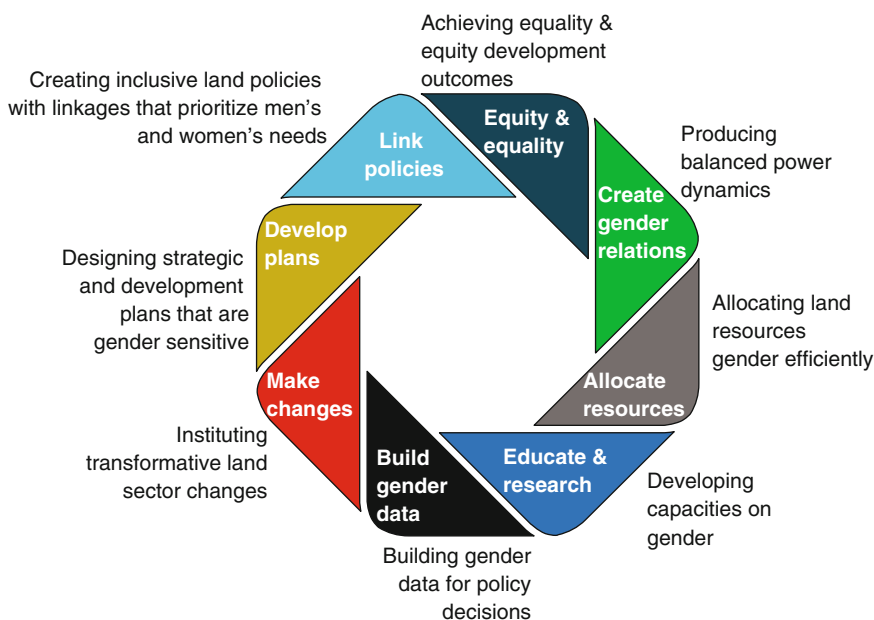 Achieving equality &
equity development
outcomes
Equity &
equality
Producing
balanced power
dynamics
Create
gender
relations
Allocating land
resources
gender efficiently
Allocate
resources
Developing
capacities on
gender
Educate &
research
Building gender
data for policy
decisions
Build
gender
data
Instituting
transformative land
sector changes
Make
changes
Designing strategic
and development
plans that are
gender sensitive
Develop
plans
Creating inclusive land policies
with linkages that prioritize men's
and women's needs
Link
policies